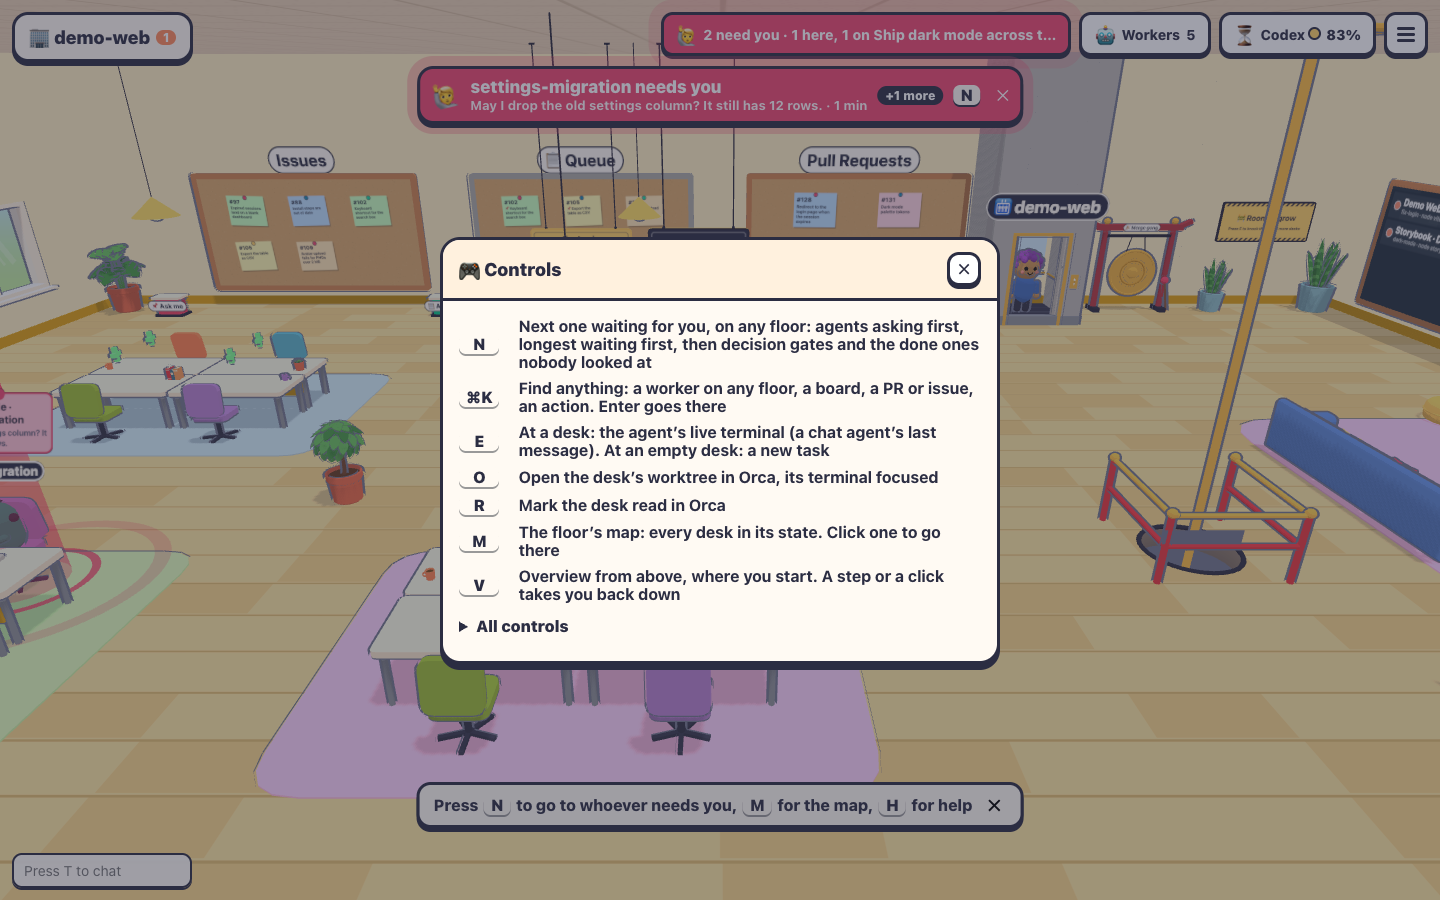 demo-web 1
2 need you · 1 here, 1 on Ship dark mode across t...
Workers 5
Codex 83%
settings-migration needs you
May I drop the old settings column? It still has 12 rows. · 1 min
+1 more
N
Issues
Queue
Pull Requests
demo-web
Ask me
Controls
N
Next one waiting for you, on any floor: agents asking first,
longest waiting first, then decision gates and the done ones
nobody looked at
⌘K
Find anything: a worker on any floor, a board, a PR or issue,
an action. Enter goes there
E
At a desk: the agent’s live terminal (a chat agent’s last
message). At an empty desk: a new task
O
Open the desk’s worktree in Orca, its terminal focused
R
Mark the desk read in Orca
M
The floor’s map: every desk in its state. Click one to go
there
V
Overview from above, where you start. A step or a click
takes you back down
All controls
Press N to go to whoever needs you, M for the map, H for help
Press T to chat